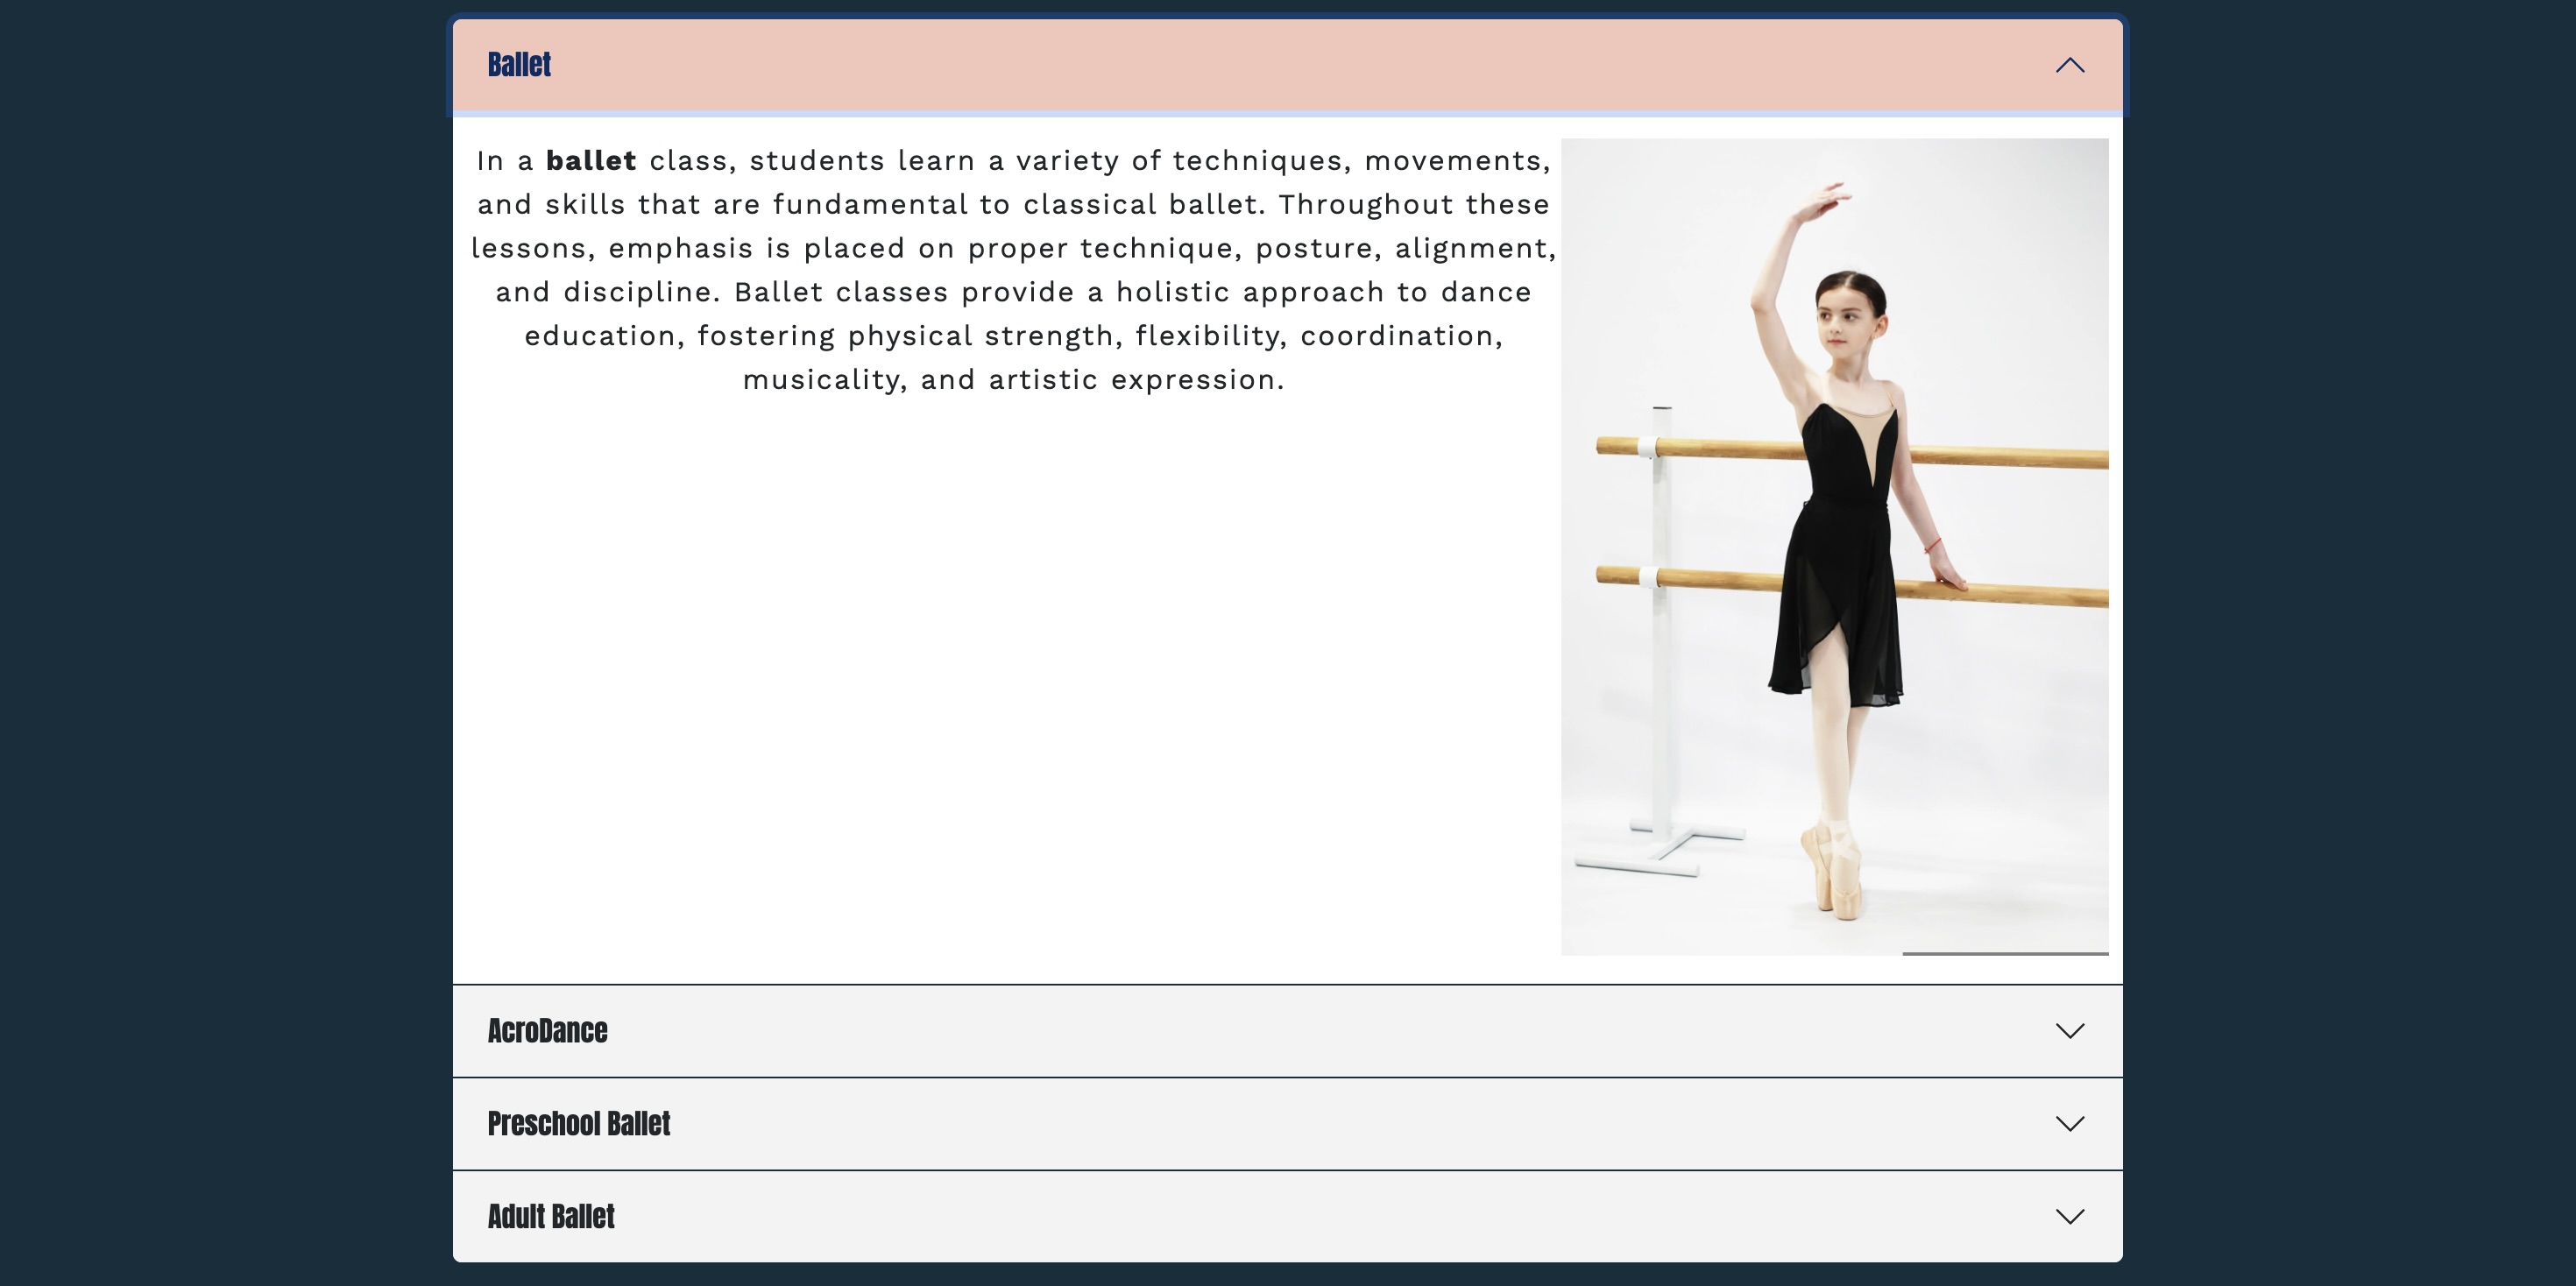 Ballet
In a ballet class, students learn a variety of techniques, movements,
and skills that are fundamental to classical ballet. Throughout these
lessons, emphasis is placed on proper technique, posture, alignment,
and discipline. Ballet classes provide a holistic approach to dance
education, fostering physical strength, flexibility, coordination,
musicality, and artistic expression.
AcroDance
Preschool Ballet
Adult Ballet